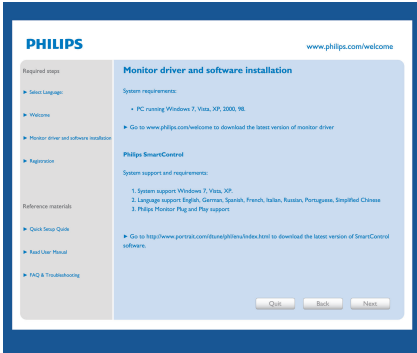 PHILIPS
www.philips.com/welcome
Required steps
► Select Language:
► Welcome
► Monitor driver and software installation
► Registration
Reference materials
► Quick Setup Guide
► Read User Manual
► FAQ & Troubleshooting
Monitor driver and software installation
System requirements:
• PC running Windows 7, Vista, XP, 2000, 98.
► Go to www.philips.com/welcome to download the latest version of monitor driver
Philips SmartControl
System support and requirements:
1. System support Windows 7, Vista, XP.
2. Language support English, German, Spanish, French, Italian, Russian, Portuguese, Simplified Chinese
3. Philips Monitor Plug and Play support
► Go to http://www.portrait.com/dtune/phl/enu/index.html to download the latest version of SmartControl
software.
Quit
Back
Next